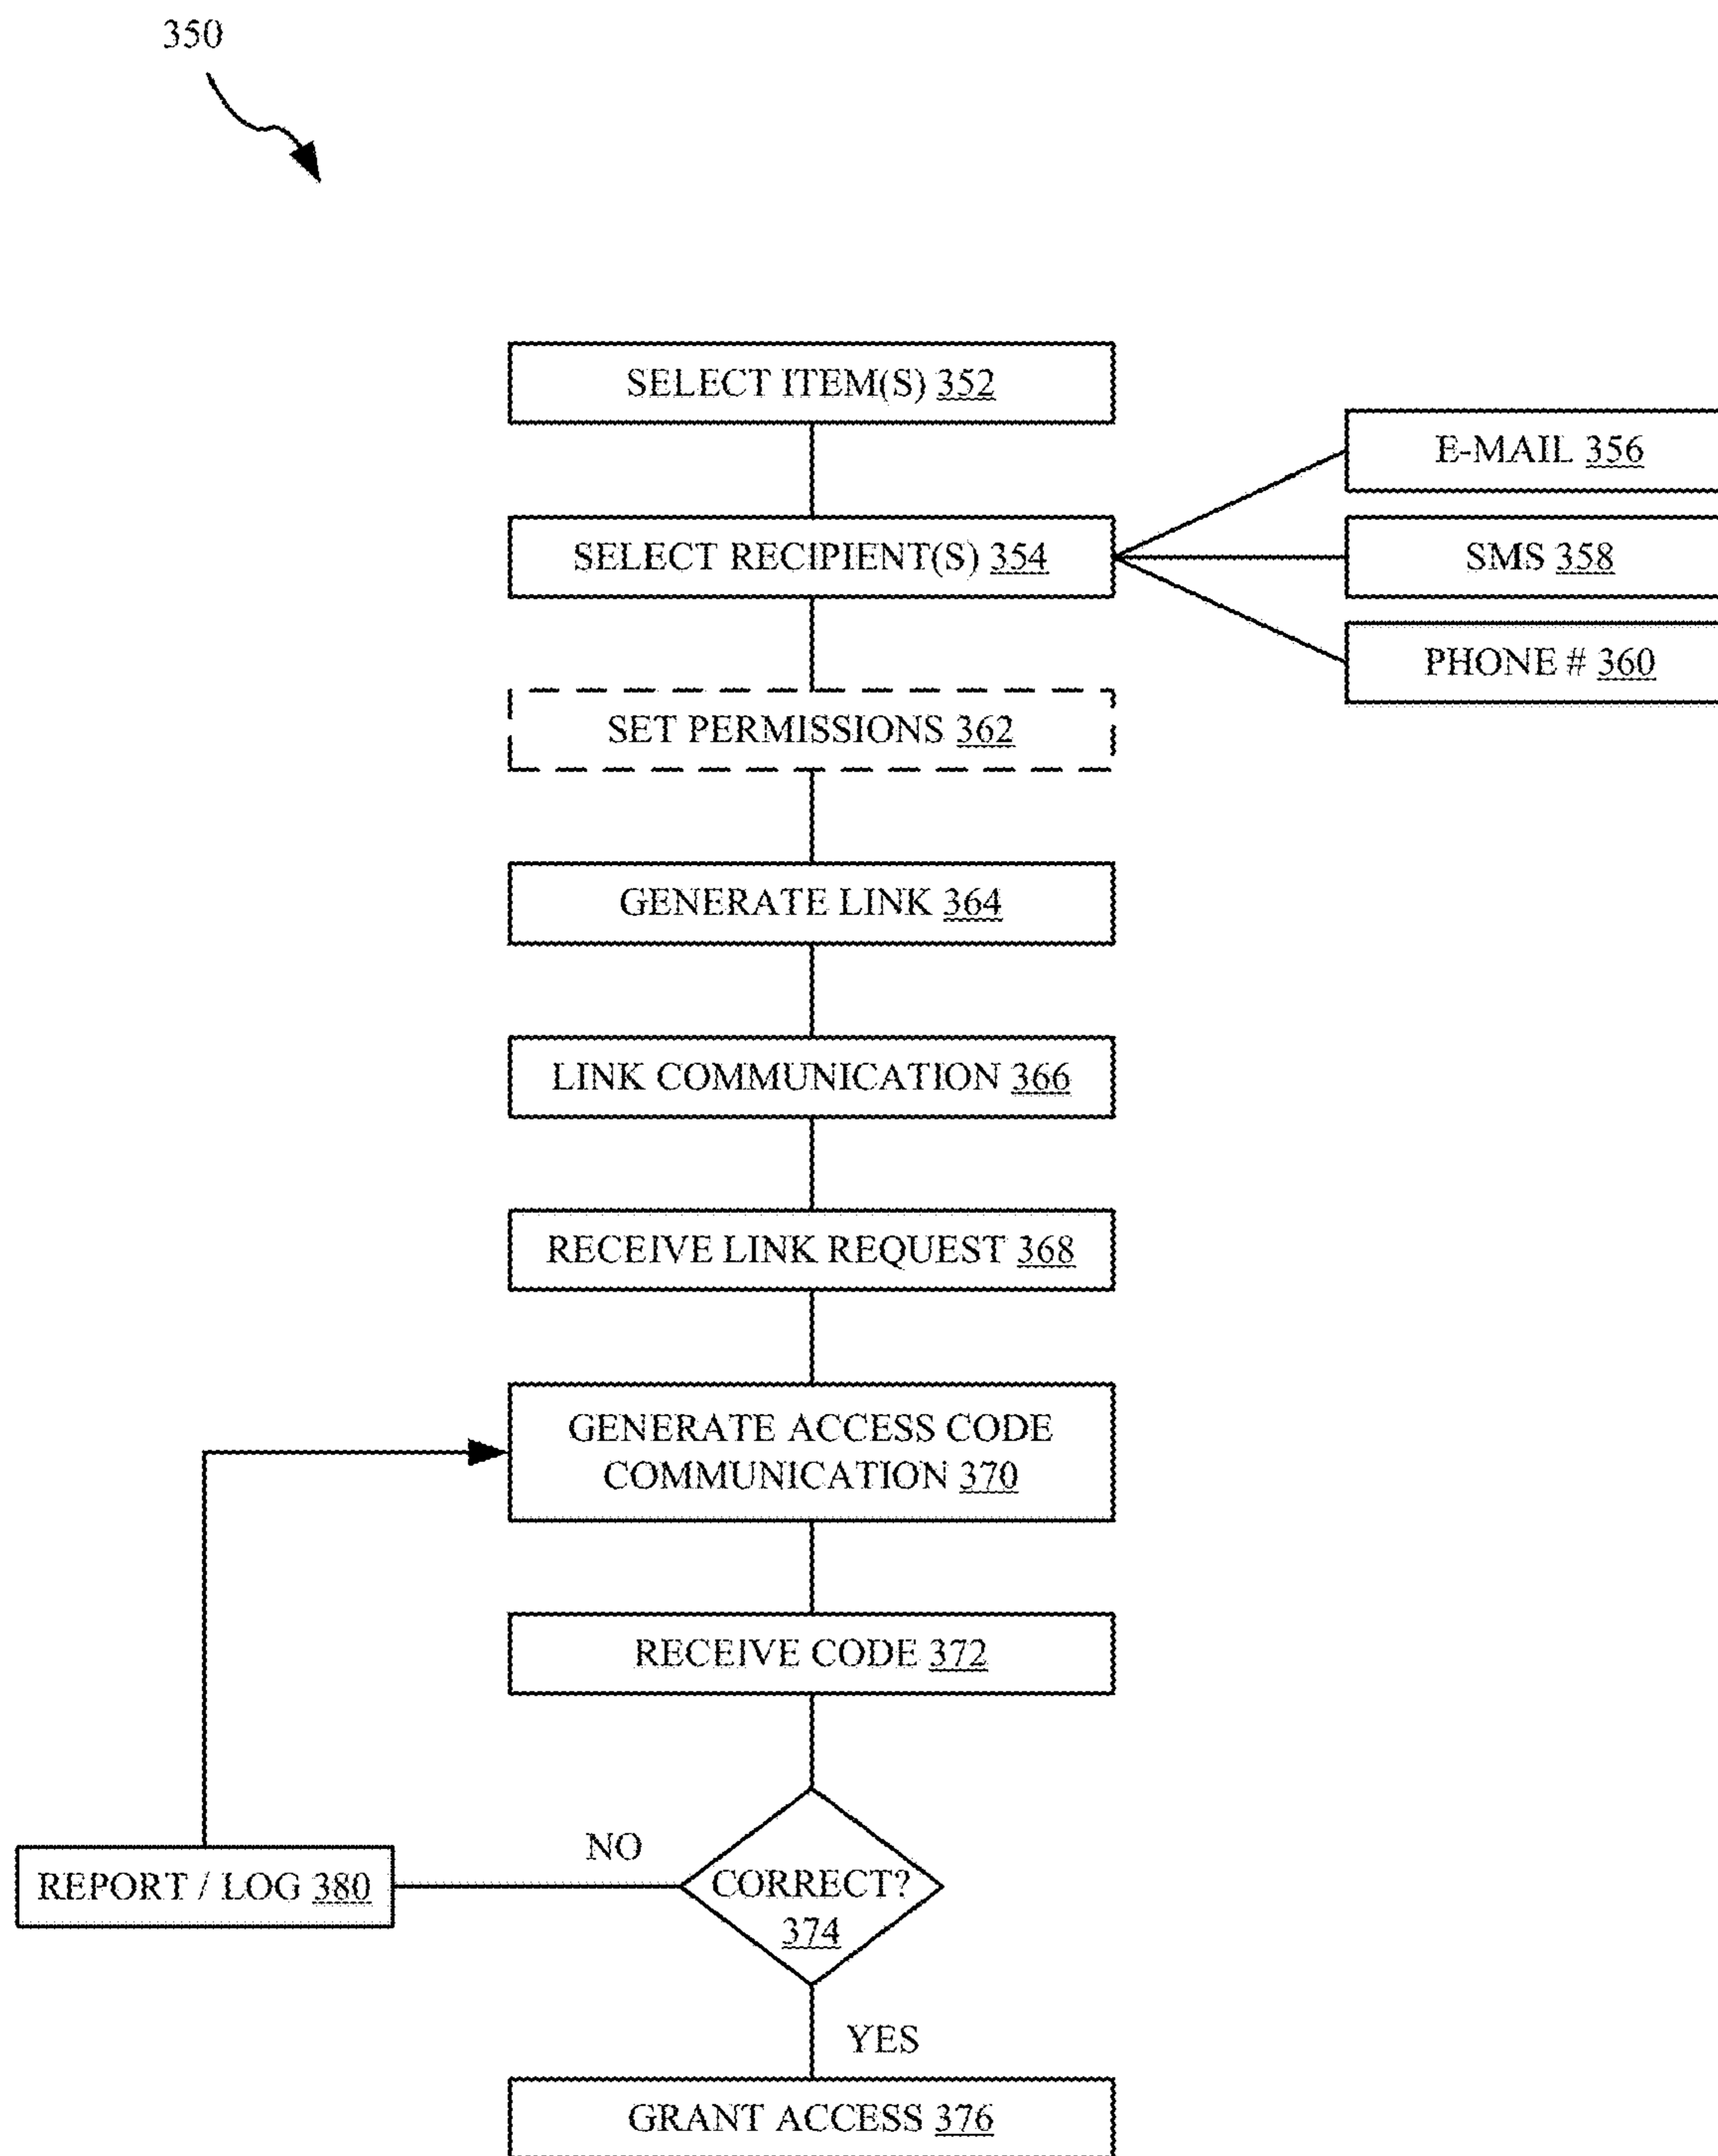 350
SELECT ITEM(S) 352
E-MAIL 356
SELECT RECIPIENT(S) 354
SMS 358
PHONE # 360
SET PERMISSIONS 362
GENERATE LINK 364
LINK COMMUNICATION 366
RECEIVE LINK REQUEST 368
GENERATE ACCESS CODE
COMMUNICATION 370
RECEIVE CODE 372
NO
REPORT / LOG 380
CORRECT?
374
YES
GRANT ACCESS 376